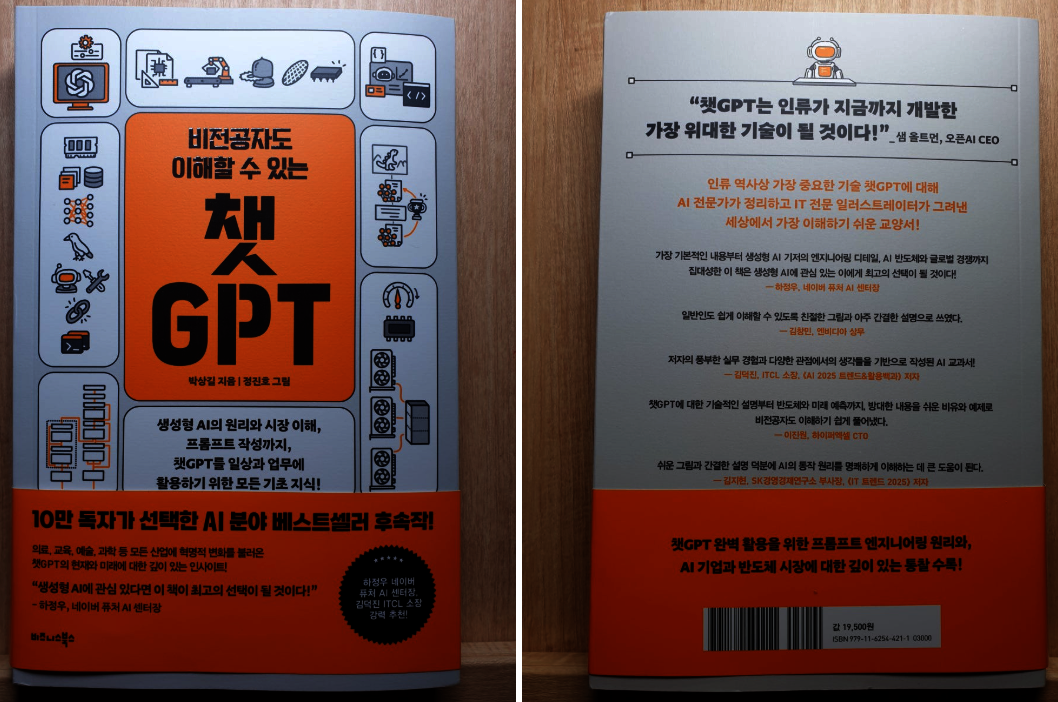 비전공자도
이해할 수 있는
챗
GPT
박상길 지음 | 정진호 그림
생성형 AI의 원리와 시장 이해,
프롬프트 작성까지,
챗GPT를 일상과 업무에
활용하기 위한 모든 기초 지식!
10만 독자가 선택한 AI 분야 베스트셀러 후속작!
의료, 교육, 예술, 과학 등 모든 산업에 혁명적 변화를 불러온
챗GPT의 현재와 미래에 대한 깊이 있는 인사이트!
“생성형 AI에 관심 있다면 이 책이 최고의 선택이 될 것이다!”
- 하정우, 네이버 퓨처 AI 센터장
하정우 네이버
퓨처 AI 센터장,
김덕진 ITCL 소장
강력 추천!
비즈니스북스
“챗GPT는 인류가 지금까지 개발한
가장 위대한 기술이 될 것이다!”_샘 올트먼, 오픈AI CEO
인류 역사상 가장 중요한 기술 챗GPT에 대해
AI 전문가가 정리하고 IT 전문 일러스트레이터가 그려낸
세상에서 가장 이해하기 쉬운 교양서!
가장 기본적인 내용부터 생성형 AI 기저의 엔지니어링 디테일, AI 반도체와 글로벌 경쟁까지
집대성한 이 책은 생성형 AI에 관심 있는 이에게 최고의 선택이 될 것이다!
— 하정우, 네이버 퓨처 AI 센터장
일반인도 쉽게 이해할 수 있도록 친절한 그림과 아주 간결한 설명으로 쓰였다.
— 김창민, 엔비디아 상무
저자의 풍부한 실무 경험과 다양한 관점에서의 생각들을 기반으로 작성된 AI 교과서!
— 김덕진, ITCL 소장, 《AI 2025 트렌드&활용백과》 저자
챗GPT에 대한 기술적인 설명부터 반도체와 미래 예측까지, 방대한 내용을 쉬운 비유와 예제로
비전공자도 이해하기 쉽게 풀어냈다.
— 이진원, 하이퍼엑셀 CTO
쉬운 그림과 간결한 설명 덕분에 AI의 동작 원리를 명쾌하게 이해하는 데 큰 도움이 된다.
— 김지현, SK경영경제연구소 부사장, 《IT 트렌드 2025》 저자
챗GPT 완벽 활용을 위한 프롬프트 엔지니어링 원리와,
AI 기업과 반도체 시장에 대한 깊이 있는 통찰 수록!
값 19,500원
ISBN 979-11-6254-421-1 03000